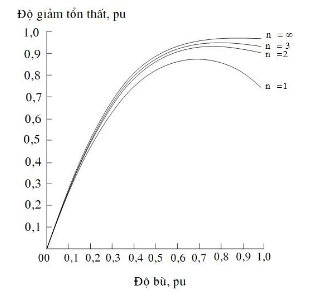 Độ giảm tổn thất, pu
1,0
0,9
0,8
0,7
0,6
0,5
0,4
0,3
0,2
0,1
n = ∞
n = 3
n = 2
n = 1
00 0,1 0,2 0,3 0,4 0,5 0,6 0,7 0,8 0,9 1,0
Độ bù, pu